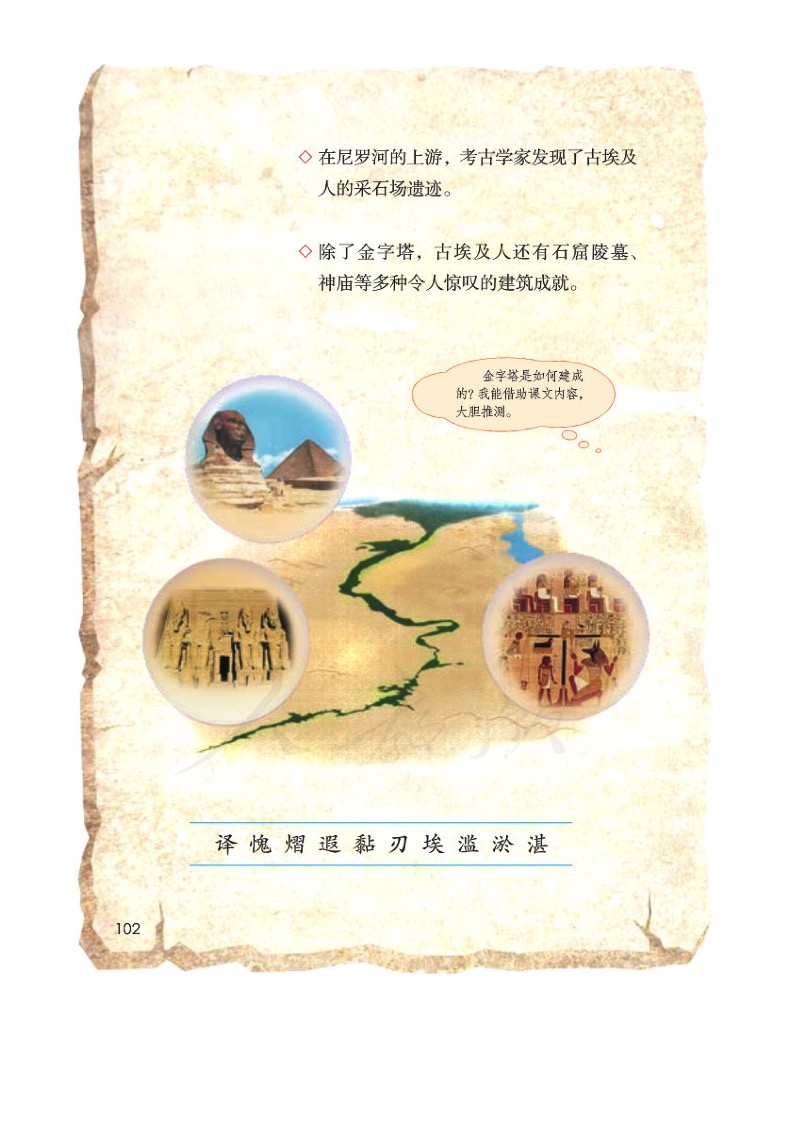 ◇ 在尼罗河的上游，考古学家发现了古埃及
人的采石场遗迹。
◇ 除了金字塔，古埃及人还有石窟陵墓、
神庙等多种令人惊叹的建筑成就。
金字塔是如何建成
的？我能借助课文内容，
大胆推测。
译 愧 熠 遐 黏 刃 埃 滥 淤 湛
102